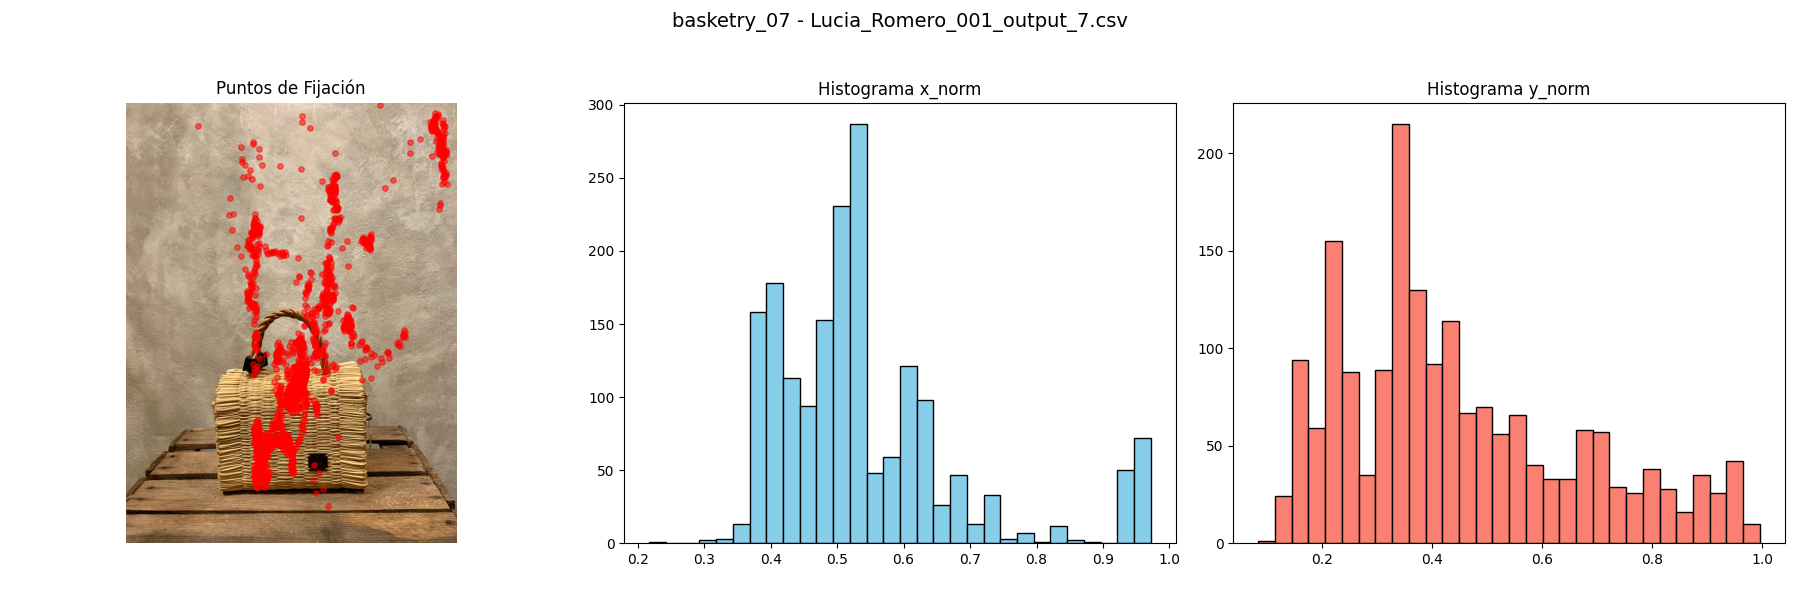 basketry_07 - Lucia_Romero_001_output_7.csv
Puntos de Fijación
Histograma x_norm
300
250
200
150
100
50
0
0.2 0.3 0.4 0.5 0.6 0.7 0.8 0.9 1.0
Histograma y_norm
200
150
100
50
0
0.2 0.4 0.6 0.8 1.0